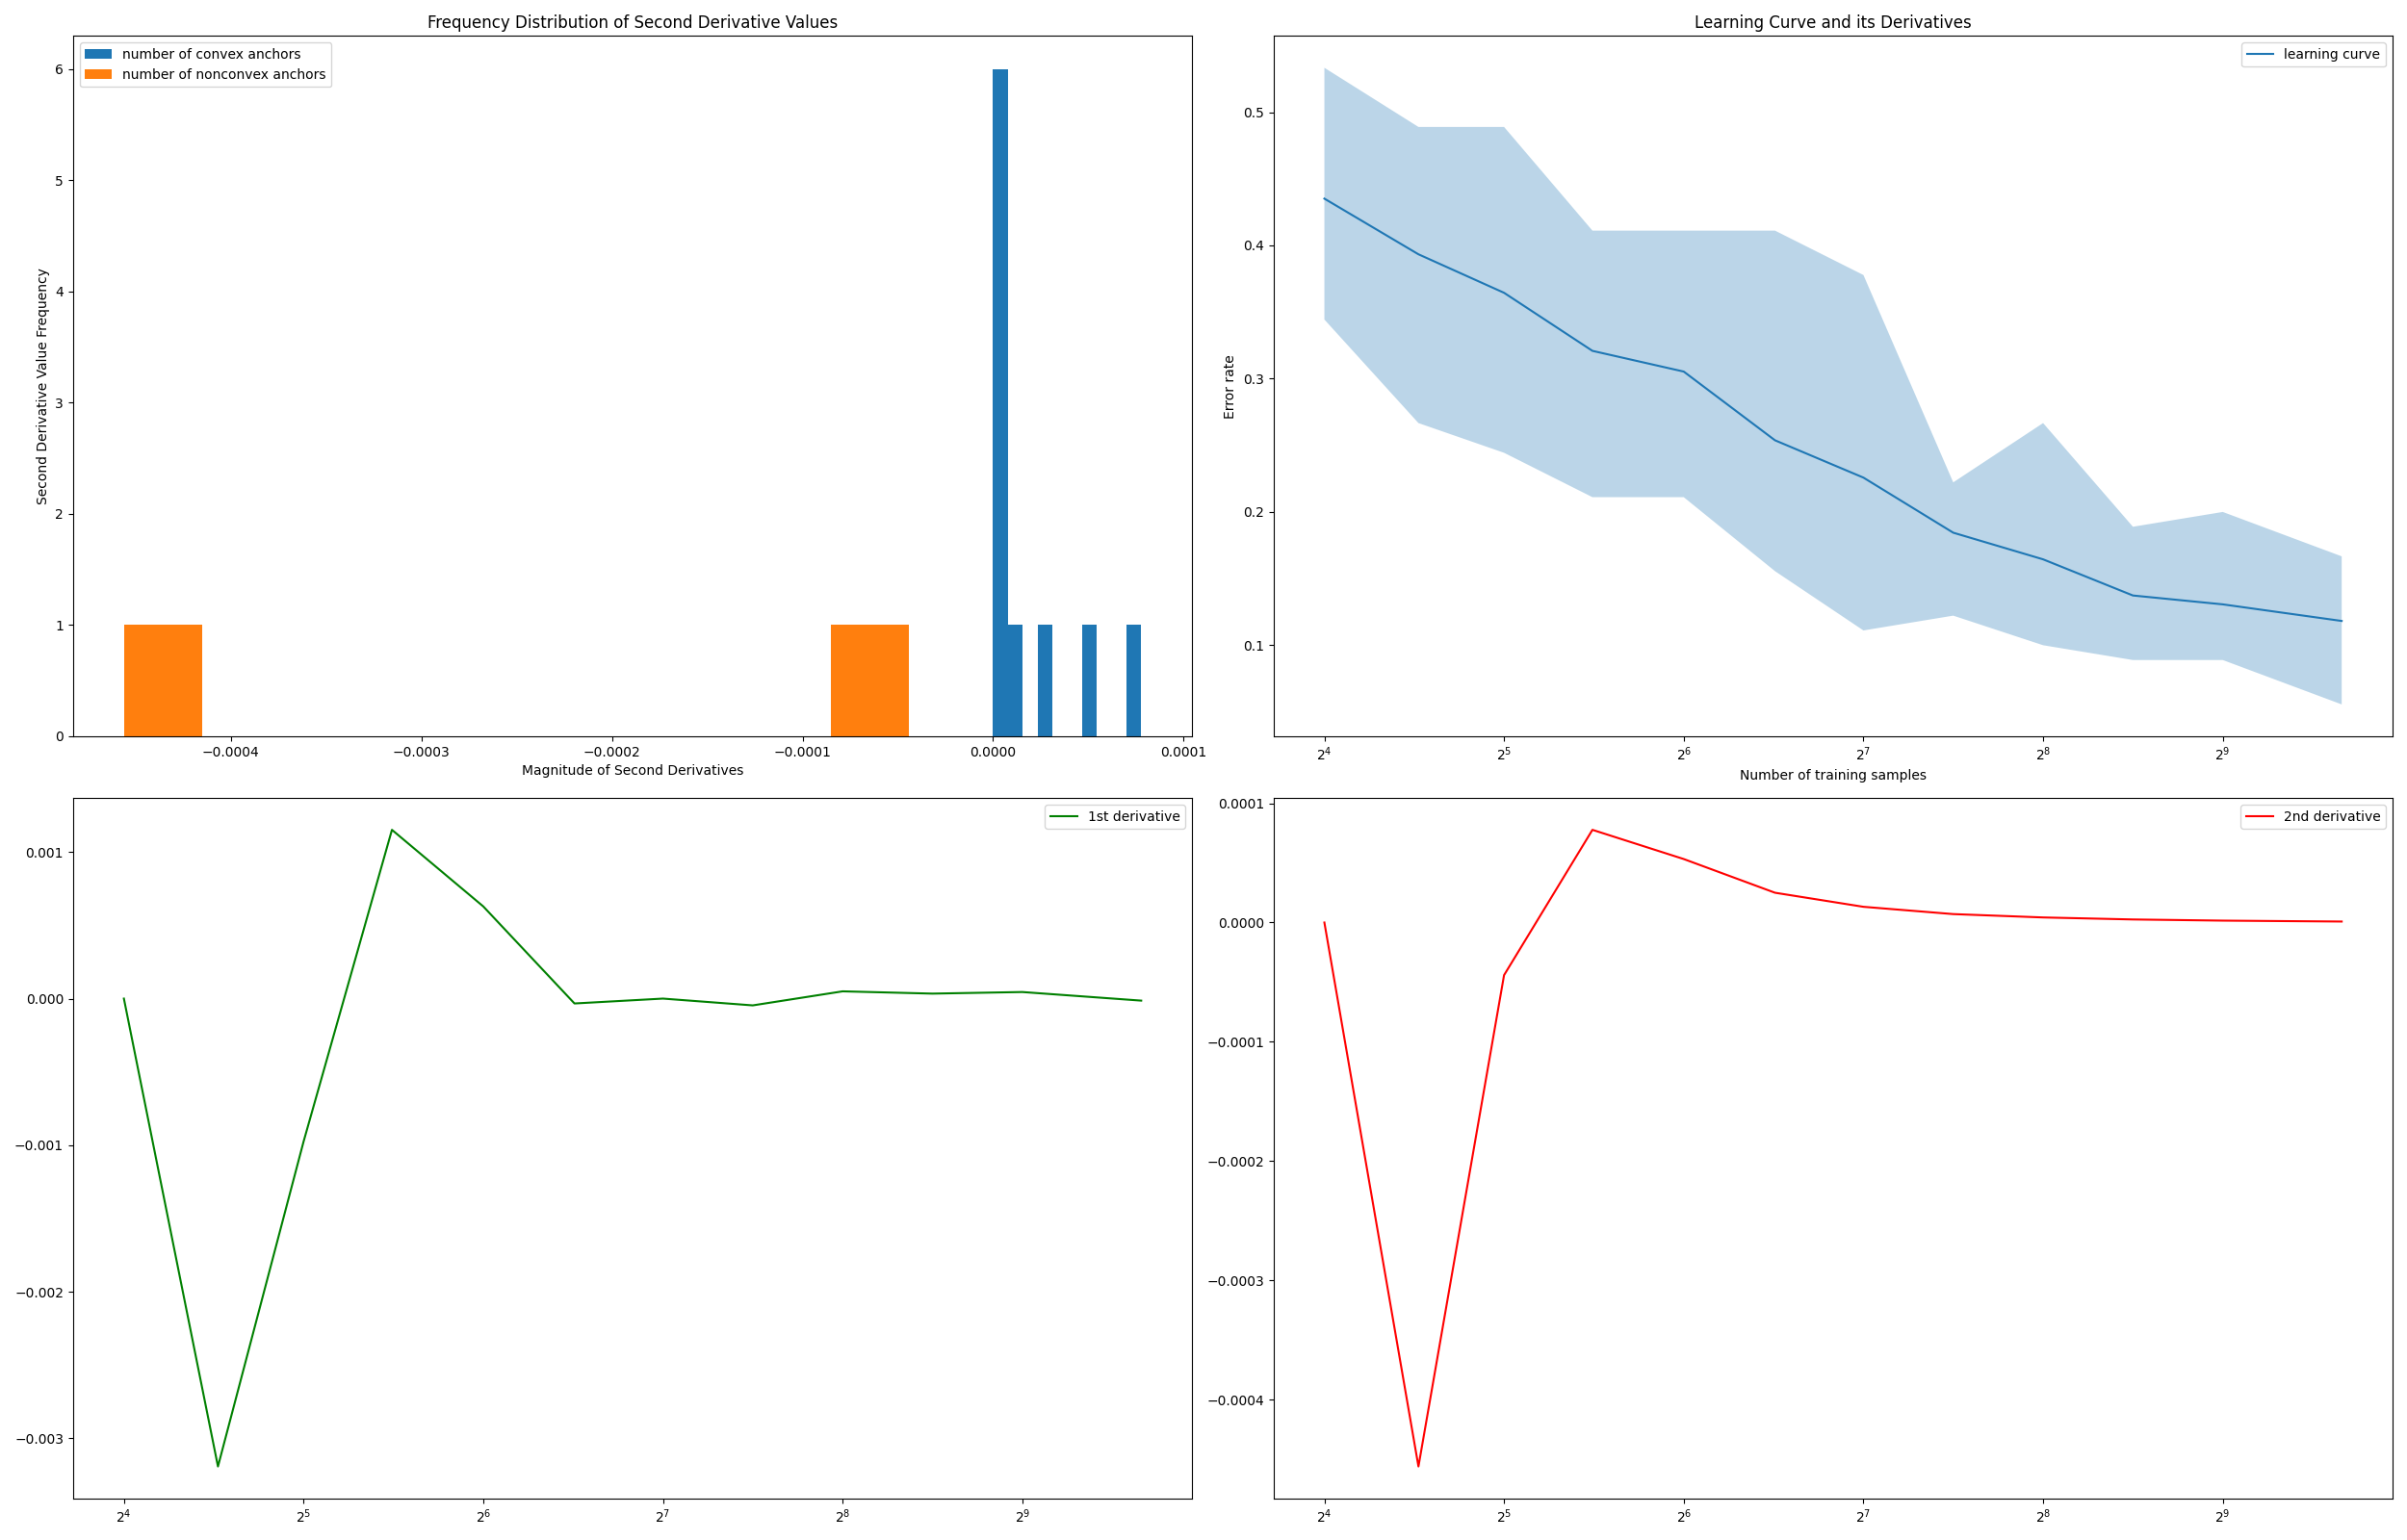 Frequency Distribution of Second Derivative Values
number of convex anchors
number of nonconvex anchors
6
5
4
3
2
1
0
Second Derivative Value Frequency
−0.0004 −0.0003 −0.0002 −0.0001 0.0000 0.0001
Magnitude of Second Derivatives
Learning Curve and its Derivatives
learning curve
0.5
0.4
0.3
0.2
0.1
Error rate
2⁴ 2⁵ 2⁶ 2⁷ 2⁸ 2⁹
Number of training samples
1st derivative
0.001
0.000
−0.001
−0.002
−0.003
2⁴ 2⁵ 2⁶ 2⁷ 2⁸ 2⁹
2nd derivative
0.0001
0.0000
−0.0001
−0.0002
−0.0003
−0.0004
2⁴ 2⁵ 2⁶ 2⁷ 2⁸ 2⁹